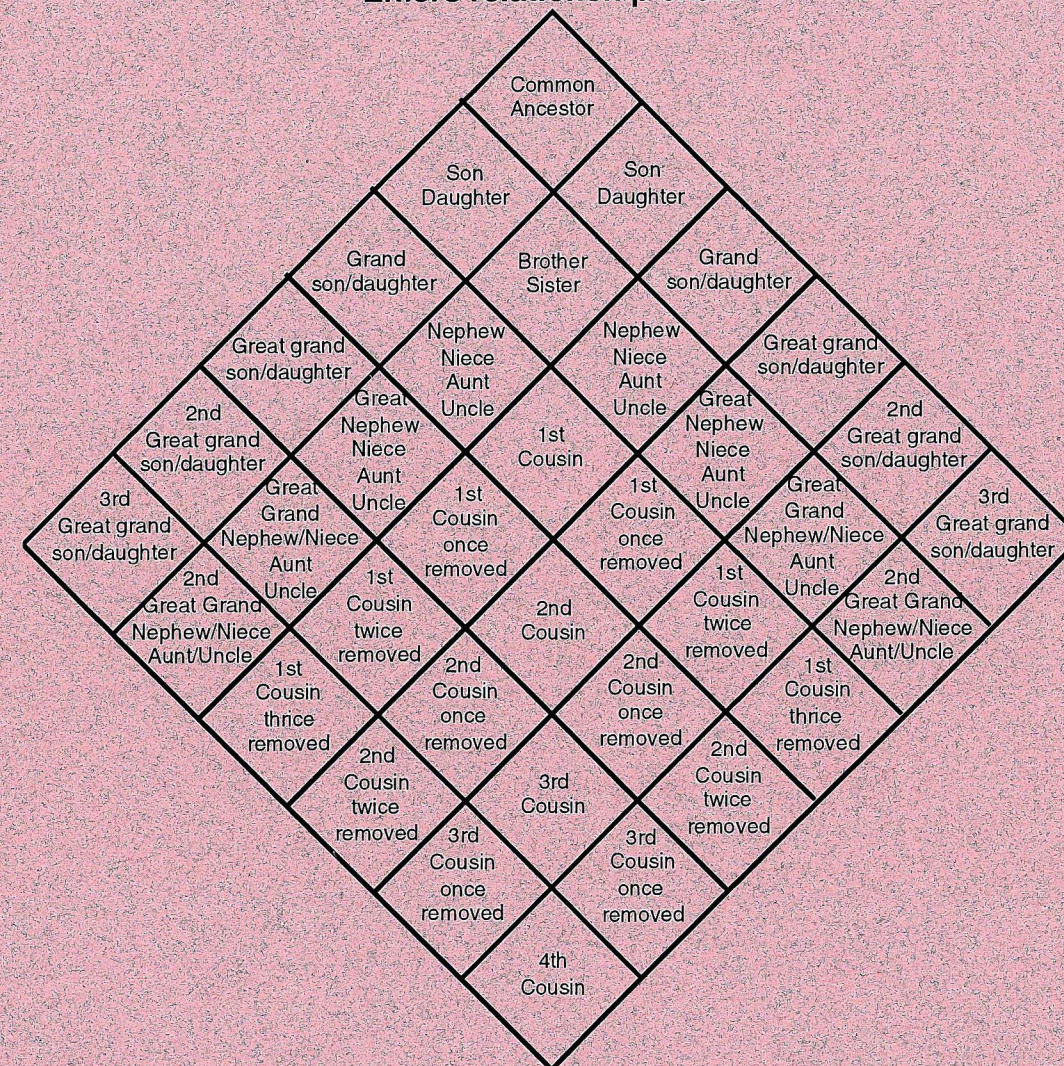 Common
Ancestor
Son
Daughter
Son
Daughter
Grand
son/daughter
Brother
Sister
Grand
son/daughter
Great grand
son/daughter
Nephew
Niece
Aunt
Uncle
Nephew
Niece
Aunt
Uncle
Great grand
son/daughter
2nd
Great grand
son/daughter
Great
Nephew
Niece
Aunt
Uncle
1st
Cousin
Great
Nephew
Niece
Aunt
Uncle
2nd
Great grand
son/daughter
3rd
Great grand
son/daughter
Great
Grand
Nephew/Niece
Aunt
Uncle
1st
Cousin
once
removed
1st
Cousin
once
removed
Great
Grand
Nephew/Niece
Aunt
Uncle
3rd
Great grand
son/daughter
2nd
Great Grand
Nephew/Niece
Aunt/Uncle
1st
Cousin
twice
removed
2nd
Cousin
1st
Cousin
twice
removed
2nd
Great Grand
Nephew/Niece
Aunt/Uncle
1st
Cousin
thrice
removed
2nd
Cousin
once
removed
2nd
Cousin
once
removed
1st
Cousin
thrice
removed
2nd
Cousin
twice
removed
3rd
Cousin
2nd
Cousin
twice
removed
3rd
Cousin
once
removed
3rd
Cousin
once
removed
4th
Cousin